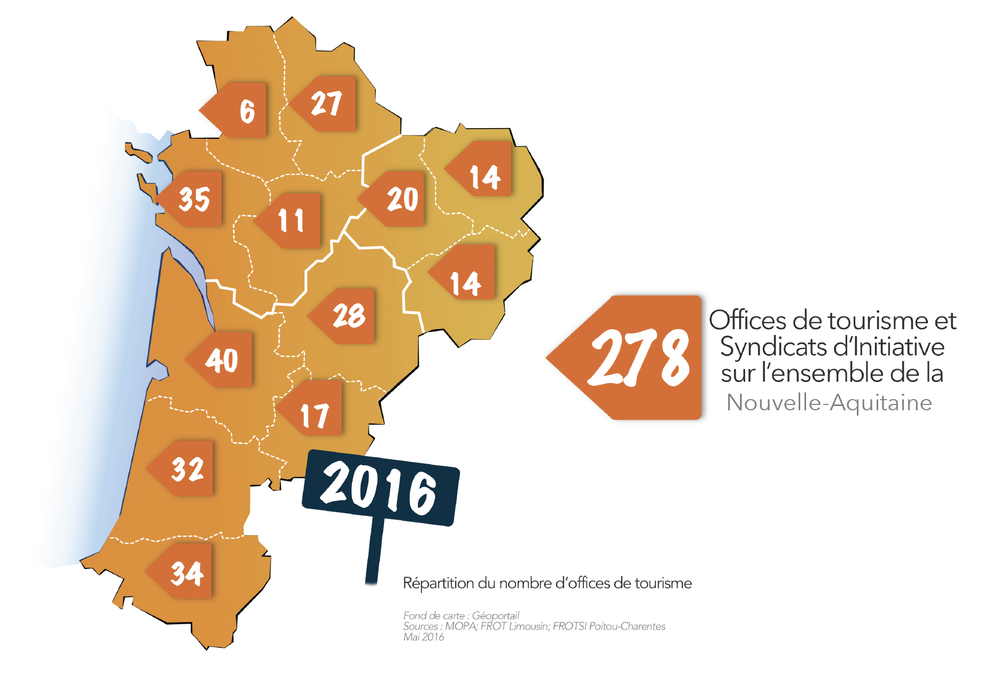 6
27
14
35
20
11
14
28
40
17
32
34
2016
278
Offices de tourisme et
Syndicats d'Initiative
sur l'ensemble de la
Nouvelle-Aquitaine
Répartition du nombre d'offices de tourisme
Fond de carte : Géoportail
Sources : MOPA; FROT Limousin; FROTSI Poitou-Charentes
Mai 2016